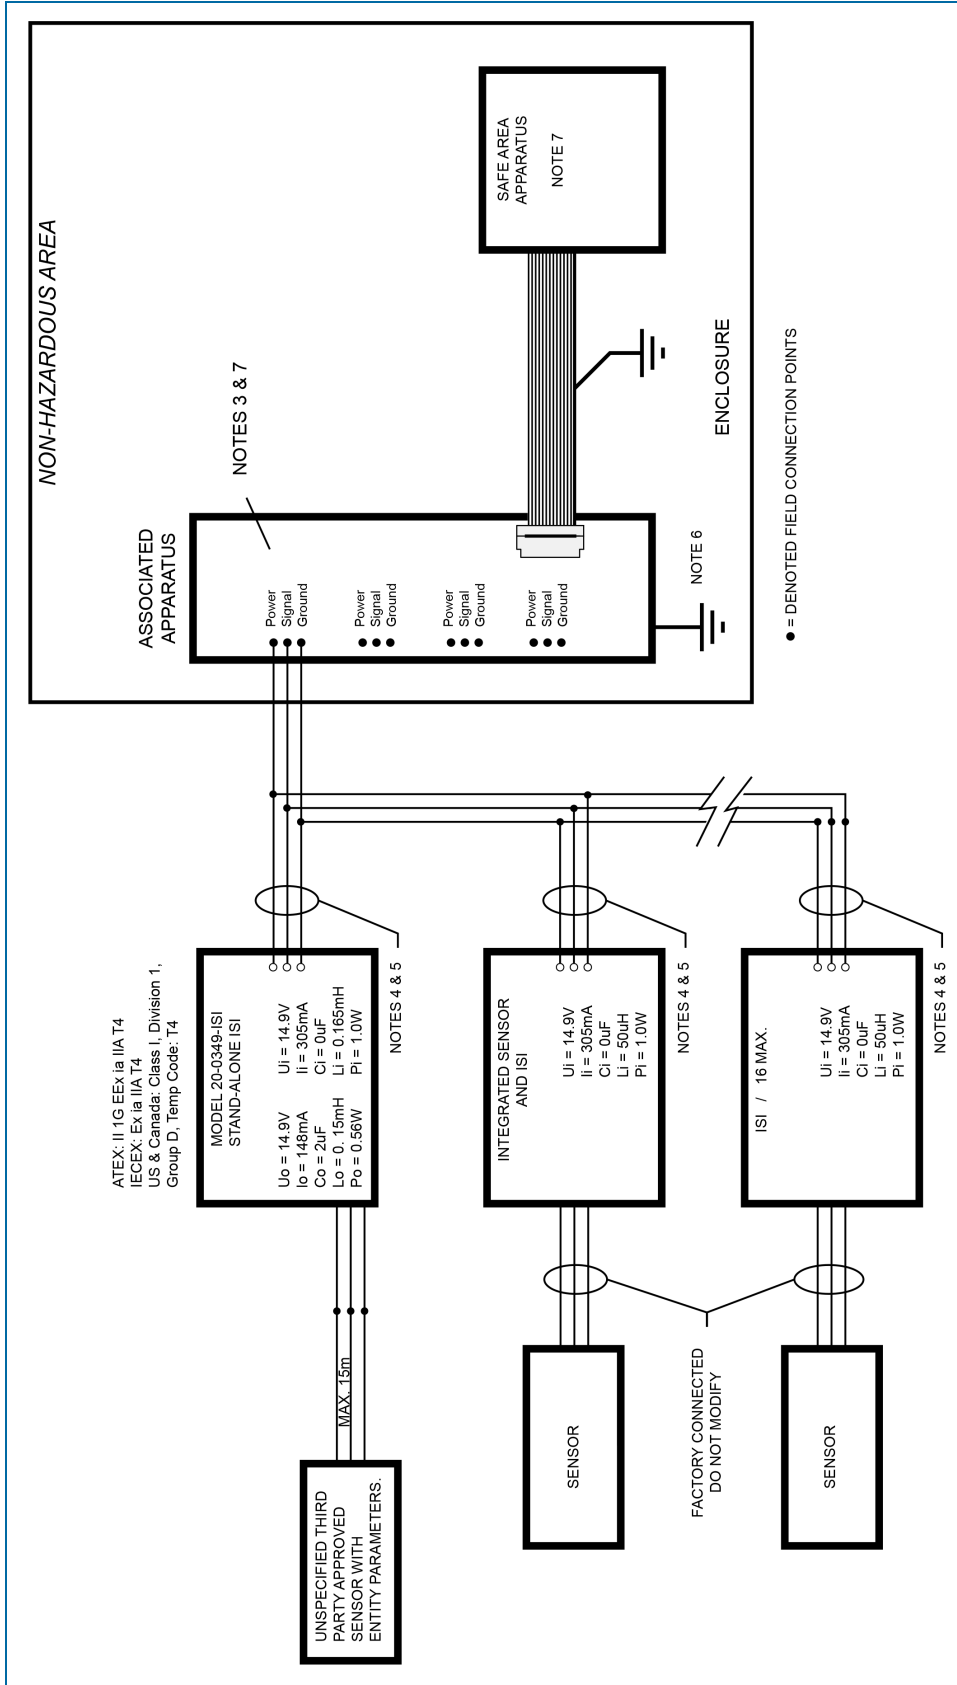 NON-HAZARDOUS AREA
ASSOCIATED
APPARATUS
NOTES 3 & 7
SAFE AREA
APPARATUS
NOTE 7
Power
Signal
Ground
Power
Signal
Ground
Power
Signal
Ground
Power
Signal
Ground
NOTE 6
ENCLOSURE
● = DENOTED FIELD CONNECTION POINTS
ATEX: II 1G EEx ia IIA T4
IECEX: Ex ia IIA T4
US & Canada: Class I, Division 1,
Group D, Temp Code: T4
MODEL 20-0349-ISI
STAND-ALONE ISI
Uo = 14.9V
Io = 148mA
Co = 2uF
Lo = 0. 15mH
Po = 0.56W
Ui = 14.9V
Ii = 305mA
Ci = 0uF
Li = 0.165mH
Pi = 1.0W
NOTES 4 & 5
INTEGRATED SENSOR
AND ISI
Ui = 14.9V
Ii = 305mA
Ci = 0uF
Li = 50uH
Pi = 1.0W
NOTES 4 & 5
ISI / 16 MAX.
Ui = 14.9V
Ii = 305mA
Ci = 0uF
Li = 50uH
Pi = 1.0W
NOTES 4 & 5
MAX. 15m
UNSPECIFIED THIRD
PARTY APPROVED
SENSOR WITH
ENTITY PARAMETERS.
SENSOR
FACTORY CONNECTED
DO NOT MODIFY
SENSOR